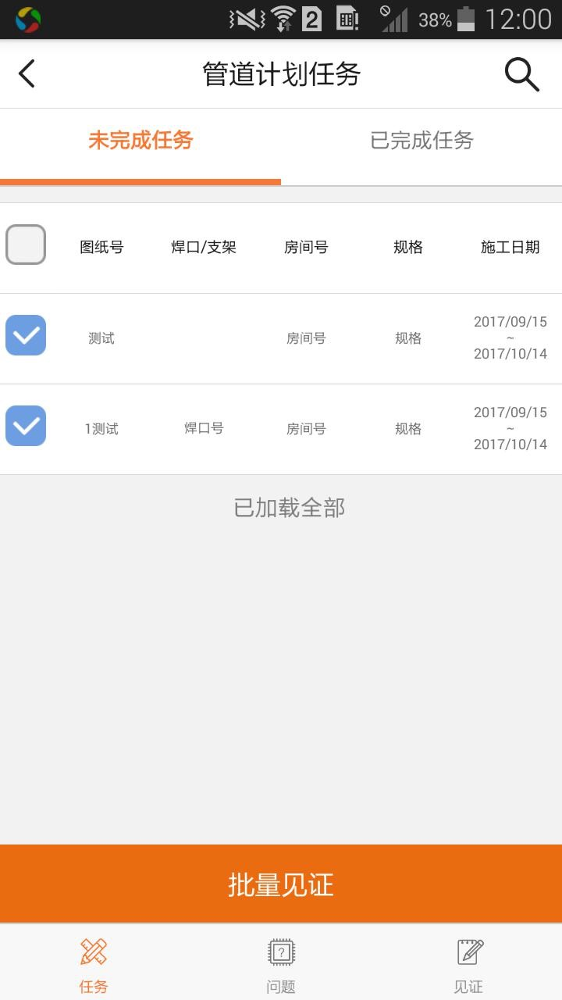 2 38% 12:00
管道计划任务
未完成任务 已完成任务
图纸号 焊口/支架 房间号 规格 施工日期
测试 房间号 规格 2017/09/15
~
2017/10/14
1测试 焊口号 房间号 规格 2017/09/15
~
2017/10/14
已加载全部
批量见证
任务 问题 见证